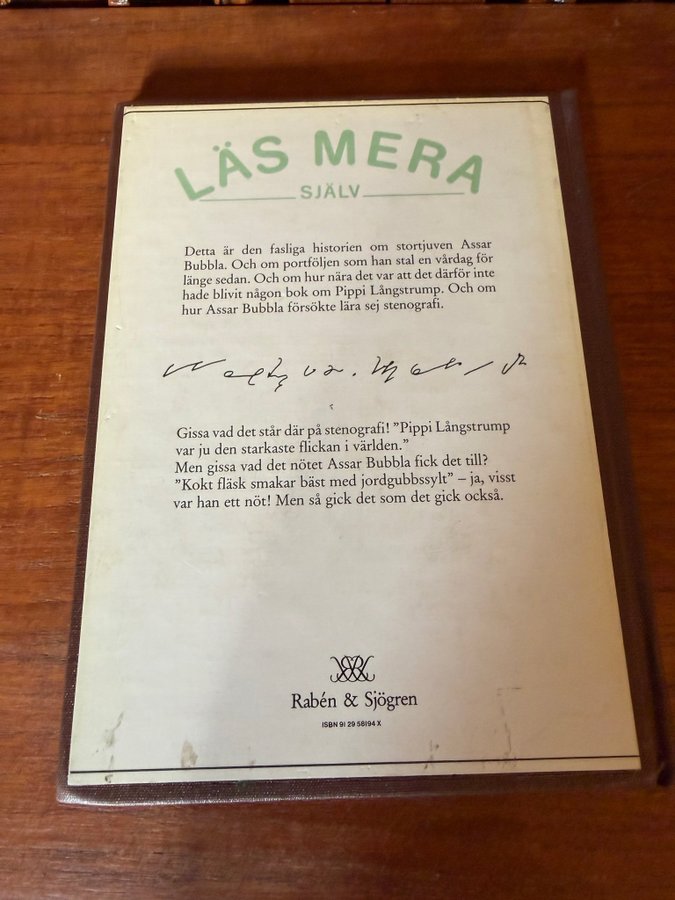 LÄS MERA
SJÄLV
Detta är den fasliga historien om stortjuven Assar
Bubbla. Och om portföljen som han stal en vårdag för
länge sedan. Och om hur nära det var att det därför inte
hade blivit någon bok om Pippi Långstrump. Och om
hur Assar Bubbla försökte lära sej stenografi.
Gissa vad det står där på stenografi! ”Pippi Långstrump
var ju den starkaste flickan i världen.”
Men gissa vad det nötet Assar Bubbla fick det till?
”Kokt fläsk smakar bäst med jordgubbssylt” – ja, visst
var han ett nöt! Men så gick det som det gick också.
Rabén & Sjögren
ISBN 91 29 58194 X